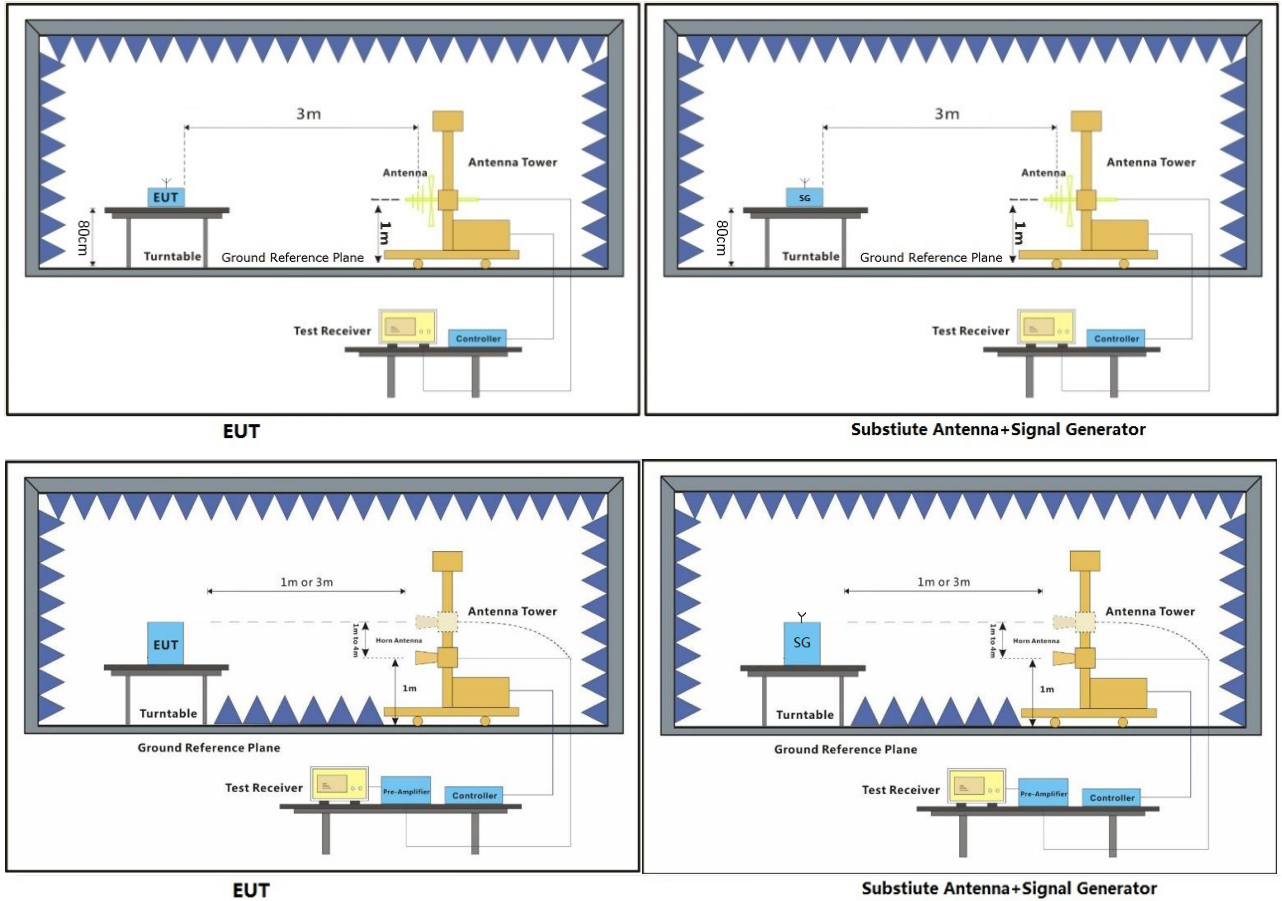 3m
Antenna Tower
Antenna
EUT
80cm
1m
Turntable
Ground Reference Plane
Test Receiver
Controller
EUT
3m
Antenna Tower
Antenna
SG
80cm
1m
Turntable
Ground Reference Plane
Test Receiver
Controller
Substiute Antenna+Signal Generator
1m or 3m
Antenna Tower
1m to 4m
Horn Antenna
EUT
1m
Turntable
Ground Reference Plane
Test Receiver
Pre-Amplifier
Controller
EUT
1m or 3m
Antenna Tower
1m to 4m
Horn Antenna
SG
1m
Turntable
Ground Reference Plane
Test Receiver
Pre-Amplifier
Controller
Substiute Antenna+Signal Generator